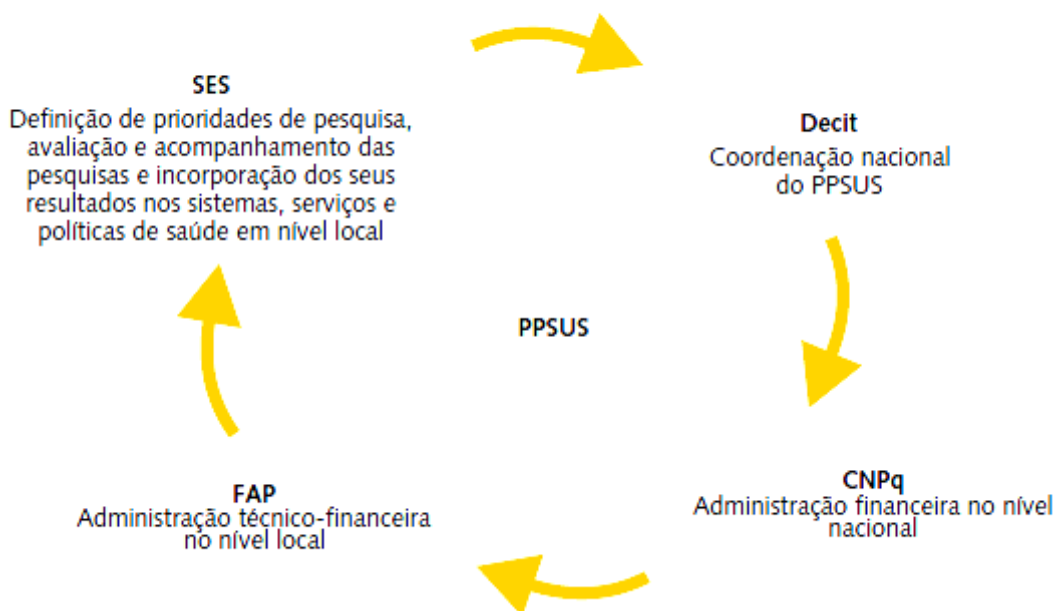 SES
Definição de prioridades de pesquisa,
avaliação e acompanhamento das
pesquisas e incorporação dos seus
resultados nos sistemas, serviços e
políticas de saúde em nível local
Decit
Coordenação nacional
do PPSUS
PPSUS
FAP
Administração técnico-financeira
no nível local
CNPq
Administração financeira no nível
nacional